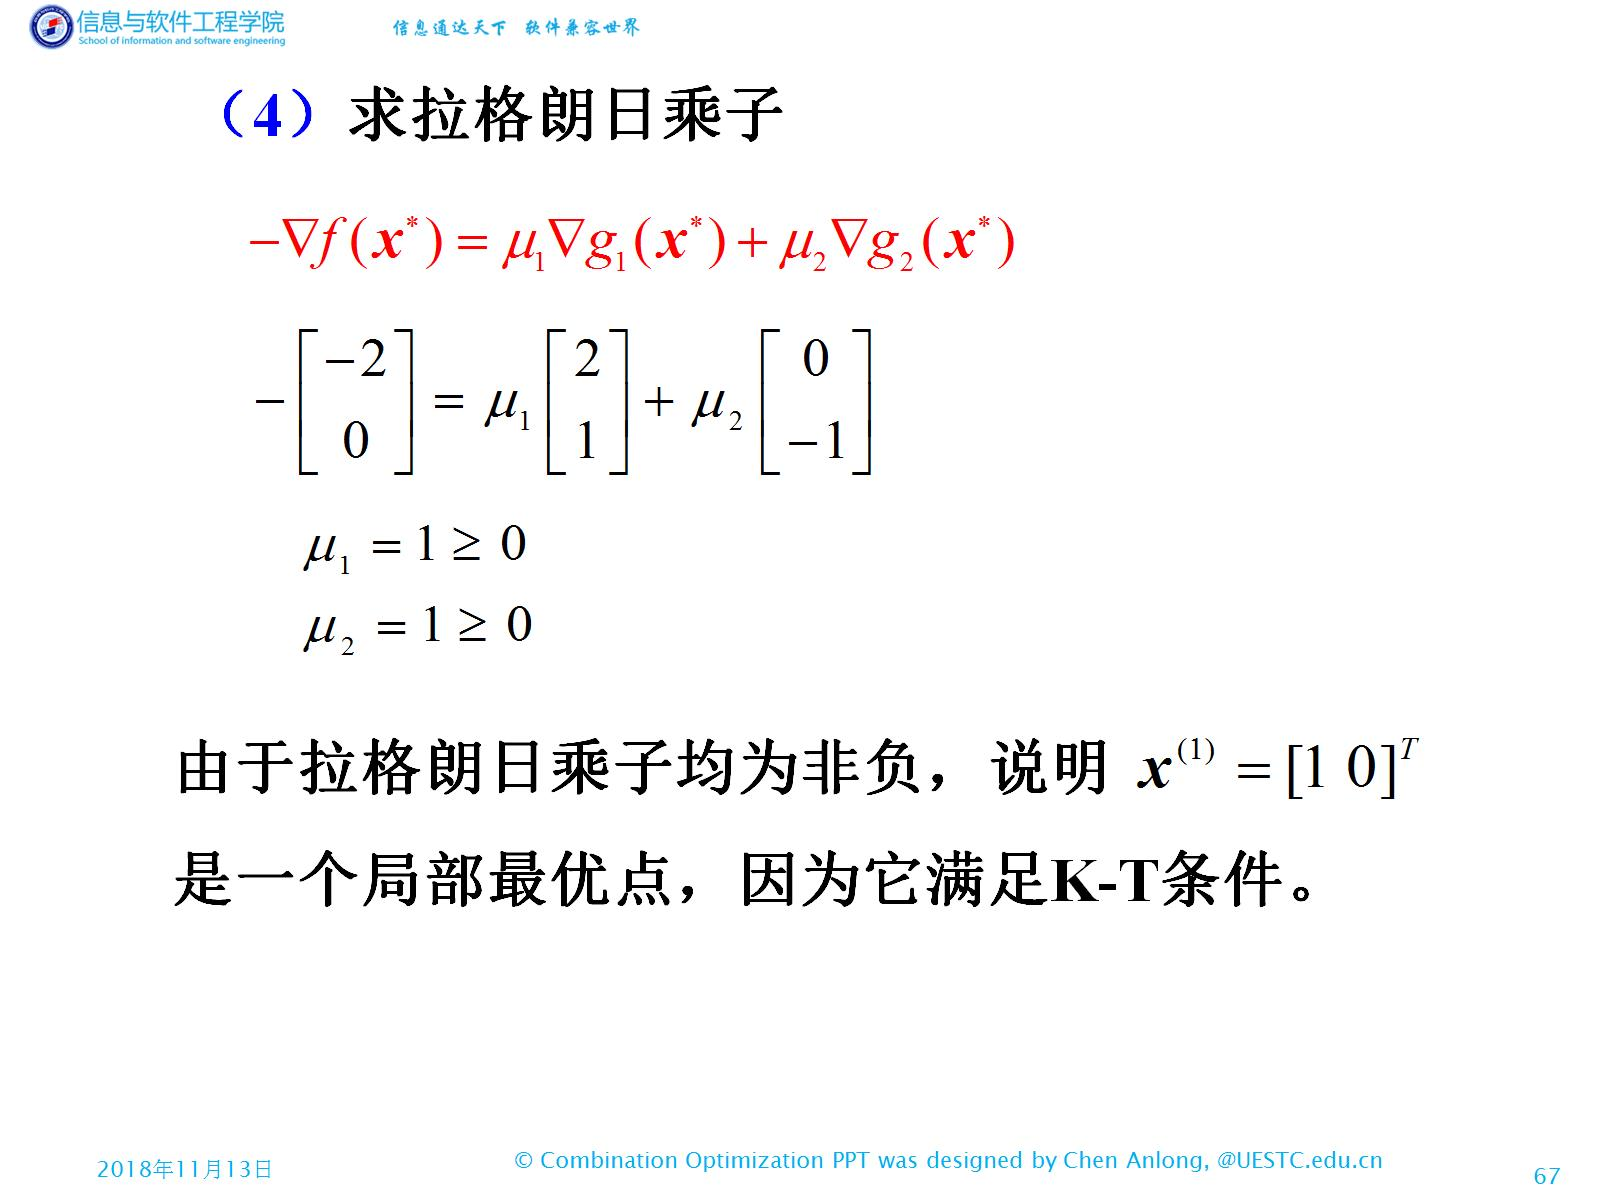 信息与软件工程学院
School of information and software engineering
信息通达天下 软件兼容世界
（4）求拉格朗日乘子
−∇f(x*) = μ₁∇g₁(x*) + μ₂∇g₂(x*)
−[−2 0] = μ₁[2 1] + μ₂[0 −1]
μ₁ = 1 ≥ 0
μ₂ = 1 ≥ 0
由于拉格朗日乘子均为非负，说明 x⁽¹⁾ = [1 0]ᵀ
是一个局部最优点，因为它满足K-T条件。
2018年11月13日
© Combination Optimization PPT was designed by Chen Anlong, @UESTC.edu.cn
67